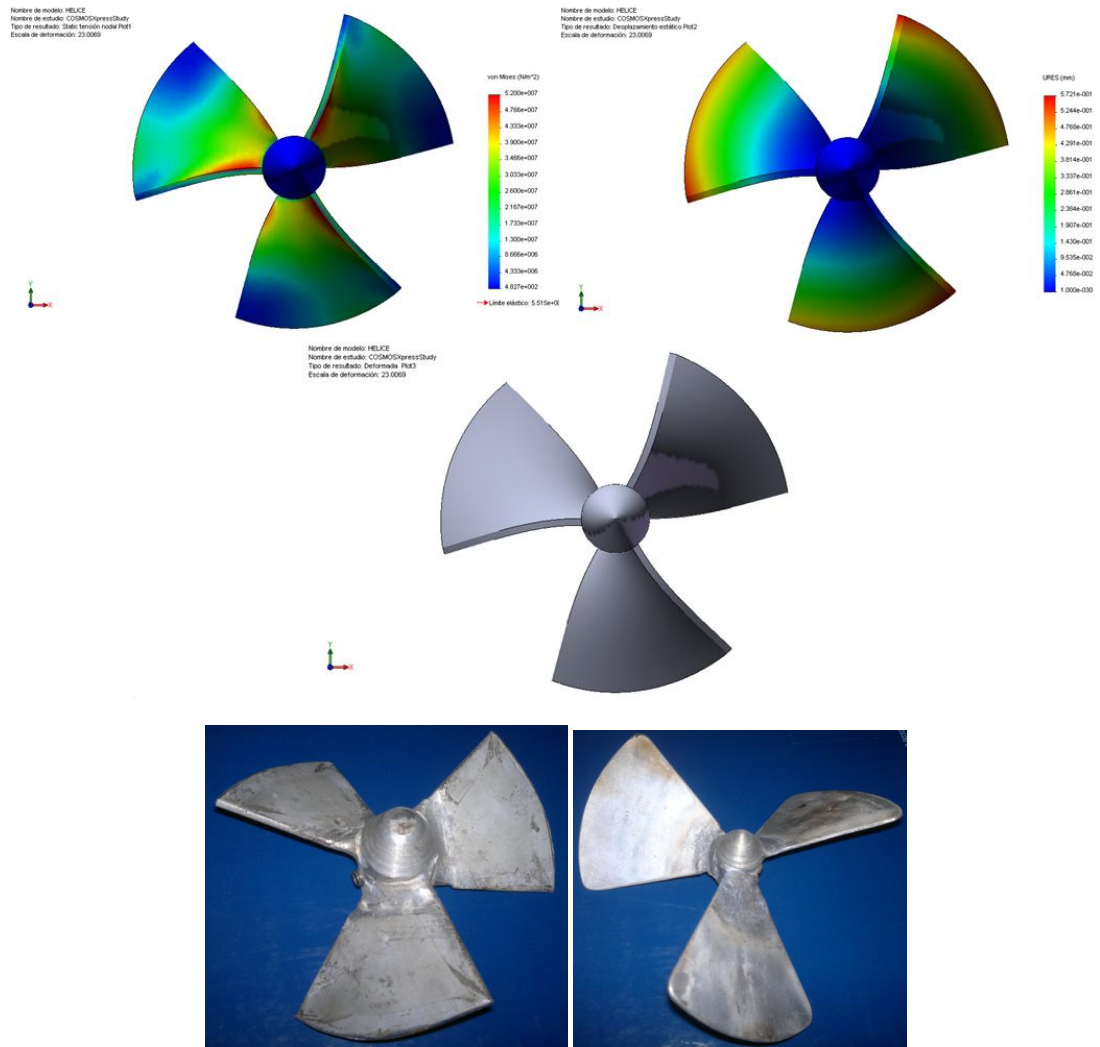 Nombre de modelo: HELICE
Nombre de estudio: COSMOSXpressStudy
Tipo de resultado: Static tensión nodal Plot1
Escala de deformación: 23.0069
von Mises (N/m^2)
5.200e+007
4.766e+007
4.333e+007
3.900e+007
3.466e+007
3.033e+007
2.600e+007
2.167e+007
1.733e+007
1.300e+007
8.666e+006
4.333e+006
4.827e+002
Límite elástico: 5.515e+00
Y
X
Nombre de modelo: HELICE
Nombre de estudio: COSMOSXpressStudy
Tipo de resultado: Desplazamiento estático Plot2
Escala de deformación: 23.0069
URES (mm)
5.721e-001
5.244e-001
4.768e-001
4.291e-001
3.814e-001
3.337e-001
2.861e-001
2.384e-001
1.907e-001
1.430e-001
9.535e-002
4.768e-002
1.000e-030
Y
X
Nombre de modelo: HELICE
Nombre de estudio: COSMOSXpressStudy
Tipo de resultado: Deformada Plot3
Escala de deformación: 23.0069
Y
X